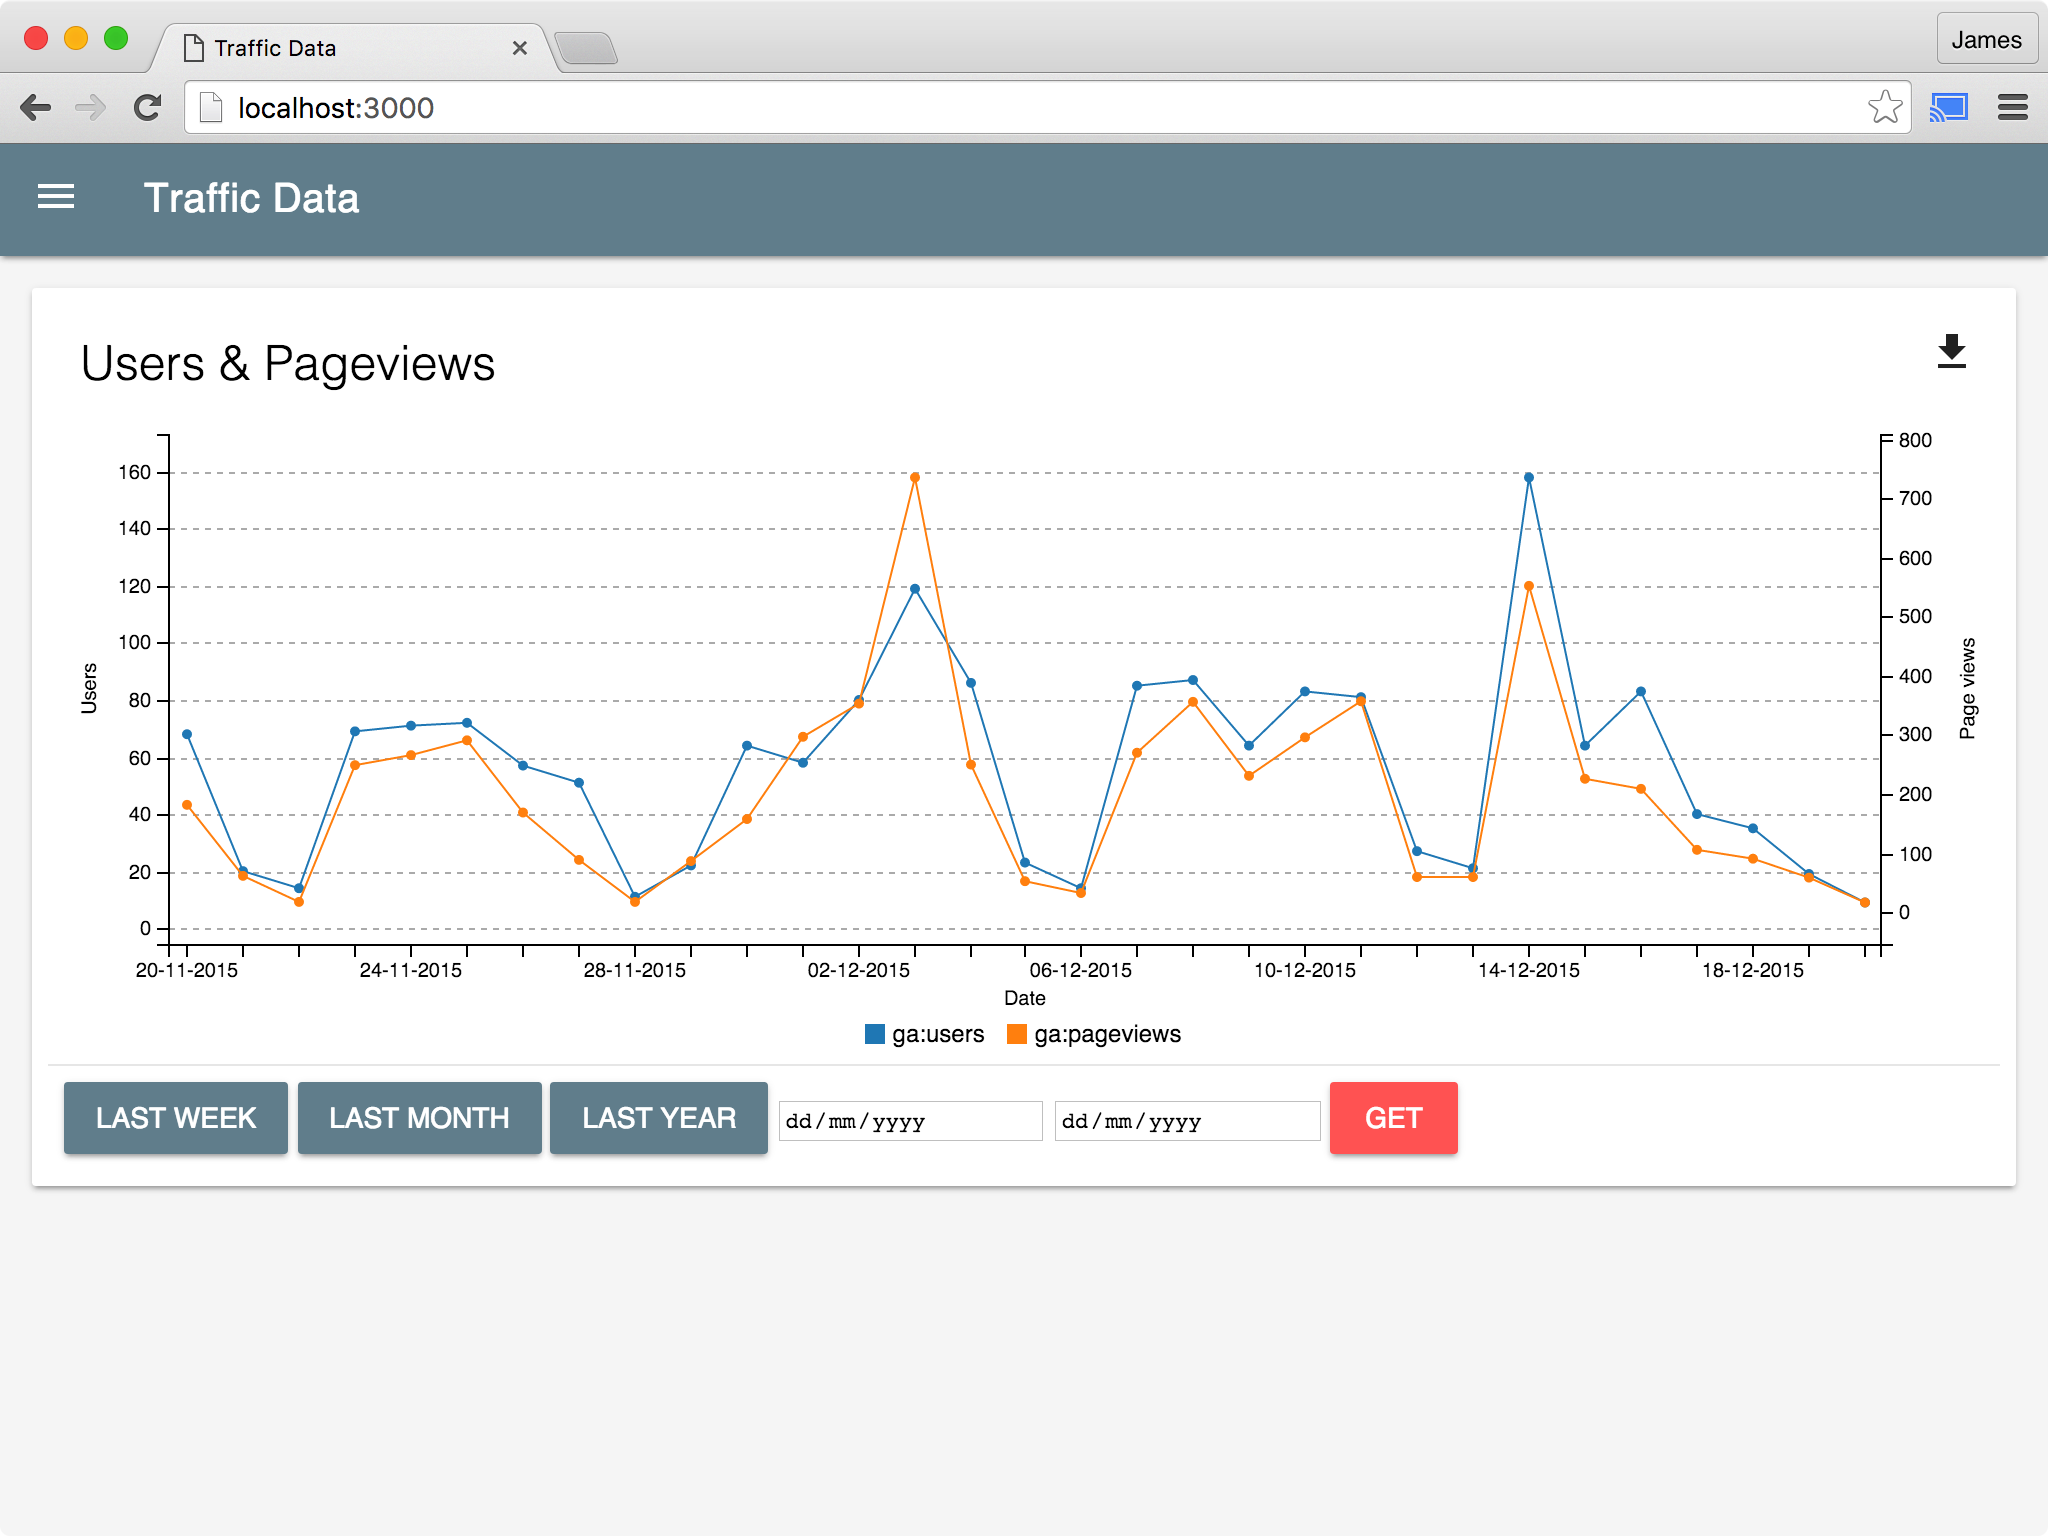 Traffic Data
James
localhost:3000
Traffic Data
Users & Pageviews
160
140
120
100
80
60
40
20
0
Users
800
700
600
500
400
300
200
100
0
Page views
20-11-2015 24-11-2015 28-11-2015 02-12-2015 06-12-2015 10-12-2015 14-12-2015 18-12-2015
Date
ga:users ga:pageviews
LAST WEEK LAST MONTH LAST YEAR dd/mm/yyyy dd/mm/yyyy GET